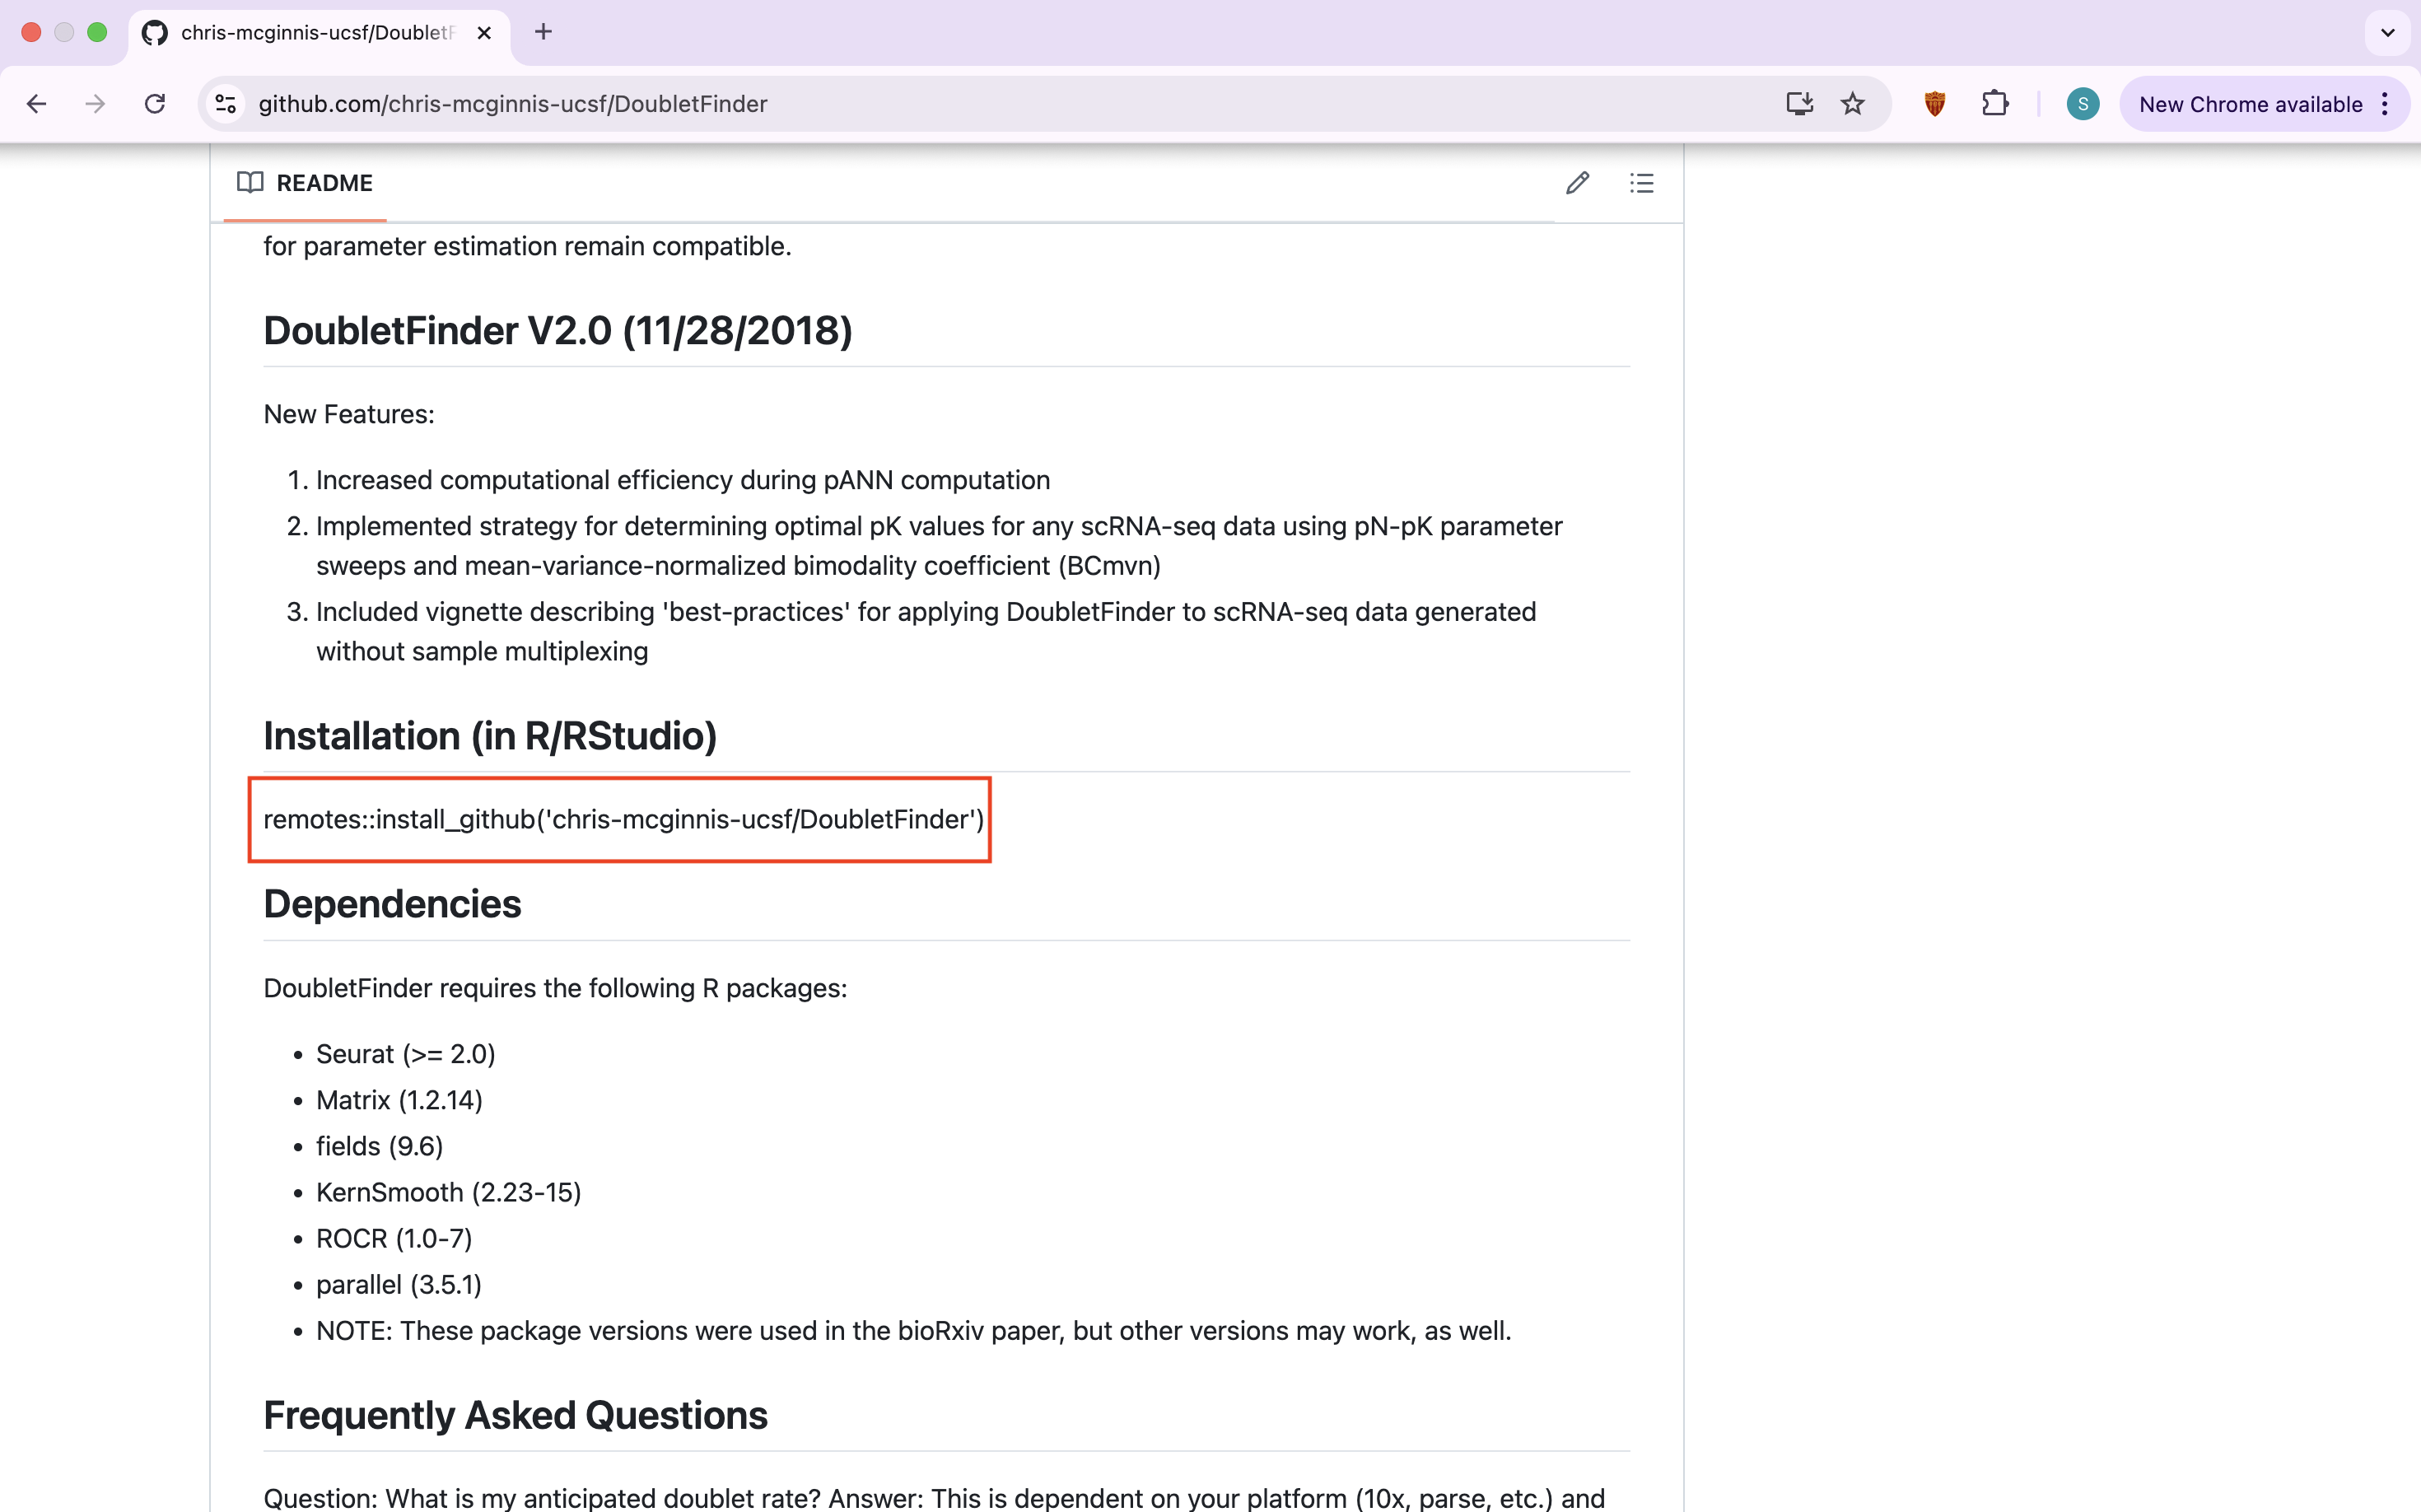 chris-mcginnis-ucsf/DoubletF
github.com/chris-mcginnis-ucsf/DoubletFinder
S
New Chrome available
README
for parameter estimation remain compatible.
DoubletFinder V2.0 (11/28/2018)
New Features:
1. Increased computational efficiency during pANN computation
2. Implemented strategy for determining optimal pK values for any scRNA-seq data using pN-pK parameter
sweeps and mean-variance-normalized bimodality coefficient (BCmvn)
3. Included vignette describing 'best-practices' for applying DoubletFinder to scRNA-seq data generated
without sample multiplexing
Installation (in R/RStudio)
remotes::install_github('chris-mcginnis-ucsf/DoubletFinder')
Dependencies
DoubletFinder requires the following R packages:
• Seurat (>= 2.0)
• Matrix (1.2.14)
• fields (9.6)
• KernSmooth (2.23-15)
• ROCR (1.0-7)
• parallel (3.5.1)
• NOTE: These package versions were used in the bioRxiv paper, but other versions may work, as well.
Frequently Asked Questions
Question: What is my anticipated doublet rate? Answer: This is dependent on your platform (10x, parse, etc.) and